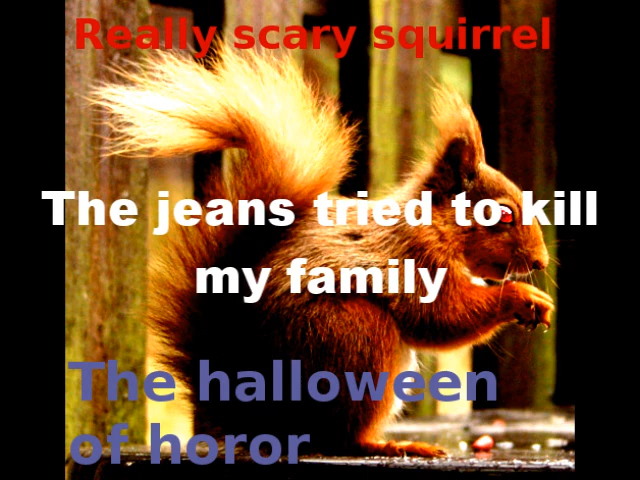 Really scary squirrel
The jeans tried to kill
my family
The halloween
of horor